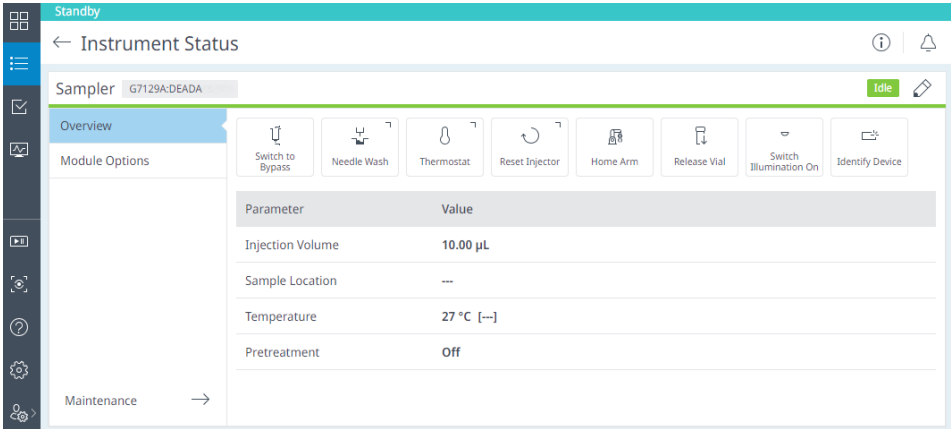 Standby
Instrument Status
Sampler G7129A:DEADA
Idle
Overview
Module Options
Maintenance
Switch to
Bypass
Needle Wash
Thermostat
Reset Injector
Home Arm
Release Vial
Switch
Illumination On
Identify Device
Parameter Value
Injection Volume 10.00 µL
Sample Location ---
Temperature 27 °C [---]
Pretreatment Off